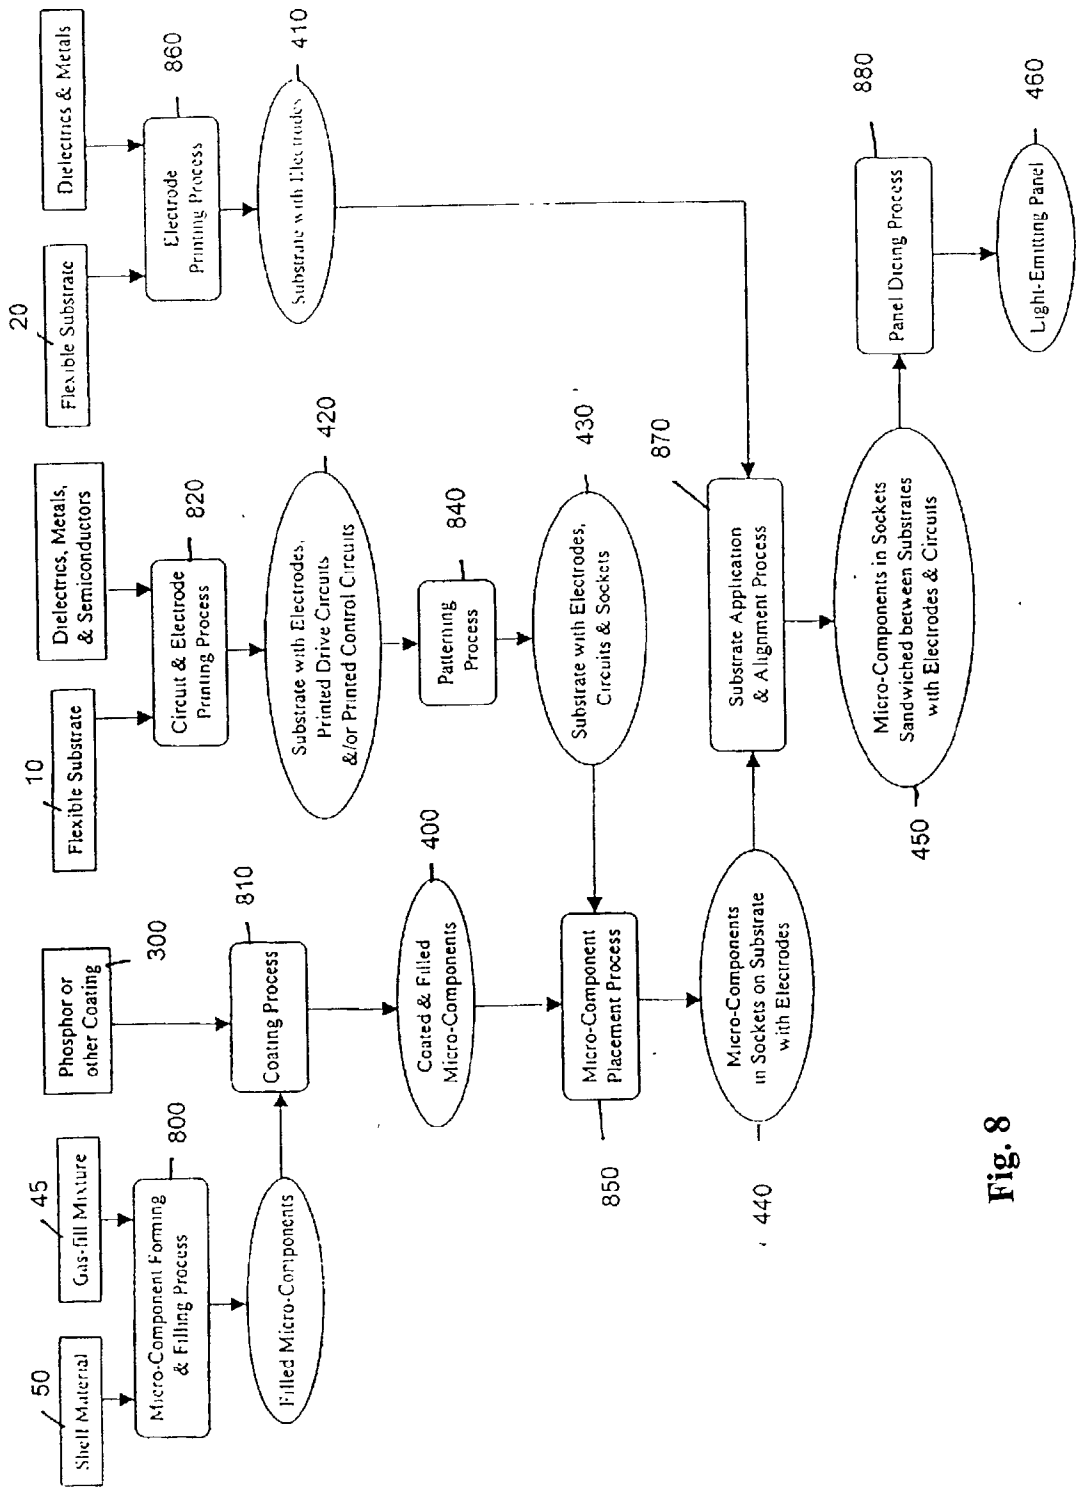 50
Shell Material
45
Gas-fill Mixture
Phosphor or
other Coating
300
10
Flexible Substrate
Dielectrics, Metals,
& Semiconductors
20
Flexible Substrate
Dielectrics & Metals
Micro-Component Forming
& Filling Process
800
Circuit & Electrode
Printing Process
820
Electrode
Printing Process
860
Filled Micro-Components
Coating Process
810
Substrate with Electrodes,
Printed Drive Circuits
&/or Printed Control Circuits
420
Substrate with Electrodes
410
Coated & Filled
Micro-Components
400
Patterning
Process
840
Micro-Component
Placement Process
850
Substrate with Electrodes,
Circuits & Sockets
430
Micro-Components
in Sockets on Substrate
with Electrodes
440
Substrate Application
& Alignment Process
870
Micro-Components in Sockets
Sandwiched between Substrates
with Electrodes & Circuits
450
Panel Dicing Process
880
Light-Emitting Panel
460
Fig. 8